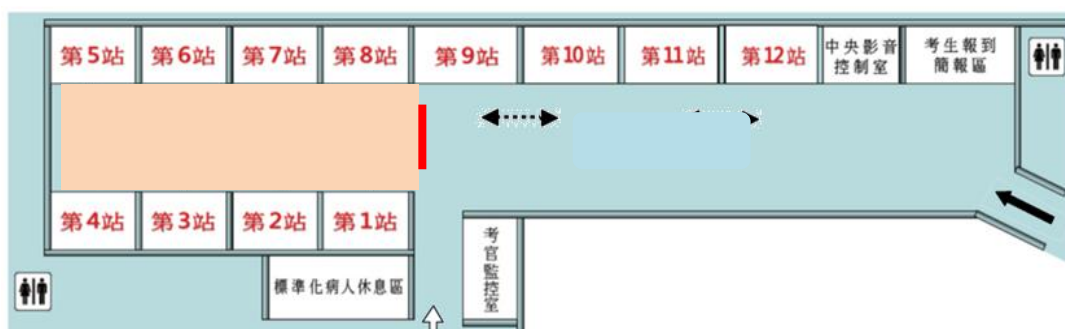 第5站
第6站
第7站
第8站
第9站
第10站
第11站
第12站
中央影音
控制室
考生報到
簡報區
第4站
第3站
第2站
第1站
標準化病人休息區
考官監控室